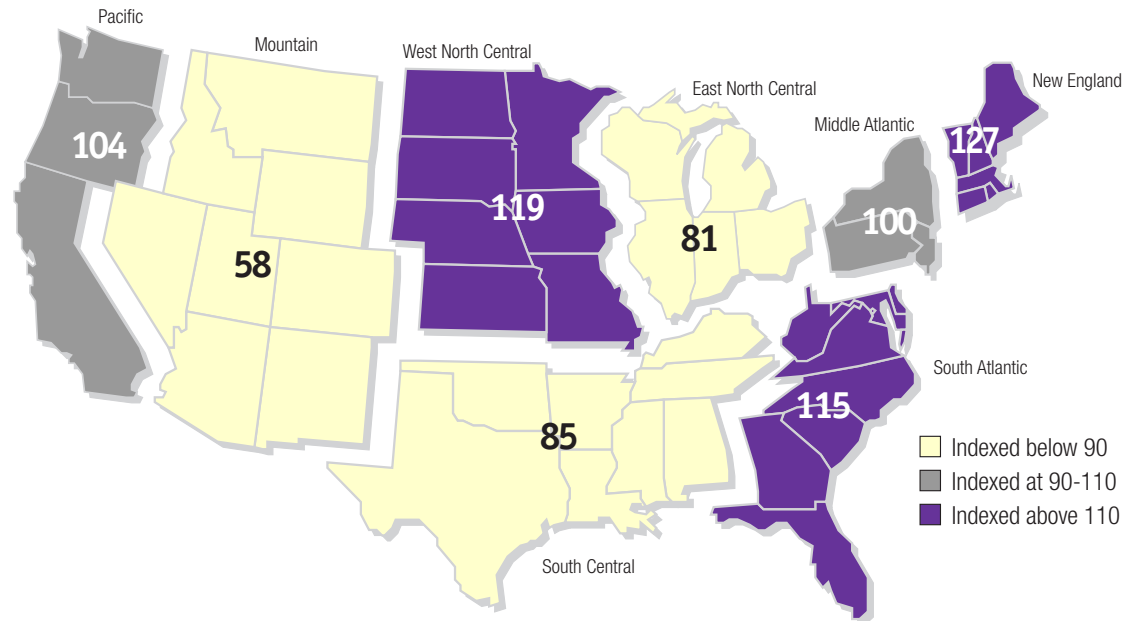 Pacific
Mountain
West North Central
East North Central
New England
Middle Atlantic
104
127
119
100
81
58
South Atlantic
115
85
Indexed below 90
Indexed at 90-110
Indexed above 110
South Central